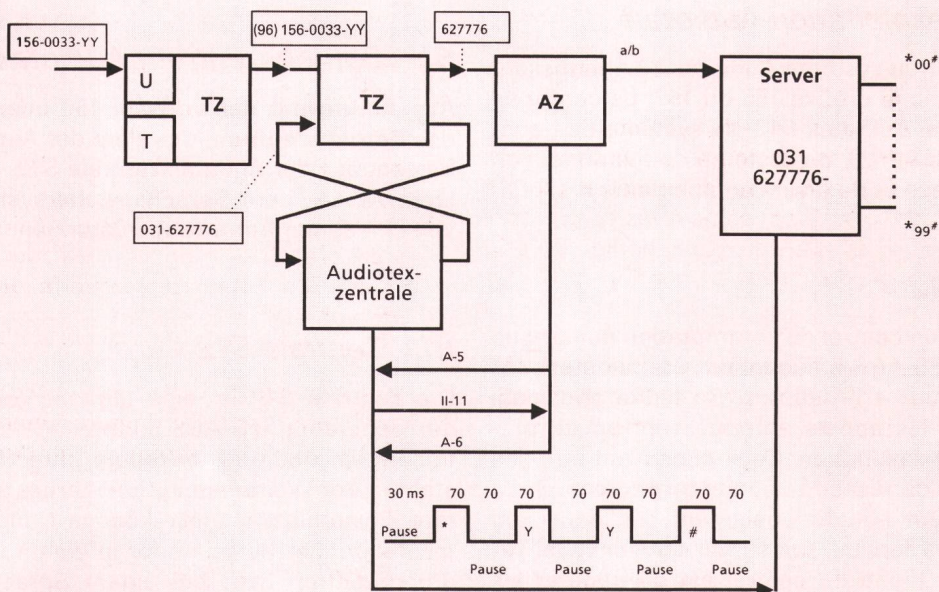 156-0033-YY
(96) 156-0033-YY
627776
a/b
U
T
TZ
TZ
AZ
Server
031
627776-
*00#
*99#
031-627776
Audiotex-
zentrale
A-5
II-11
A-6
30 ms 70 70 70 70 70 70 70 70
Pause * Y Y #
Pause Pause Pause Pause